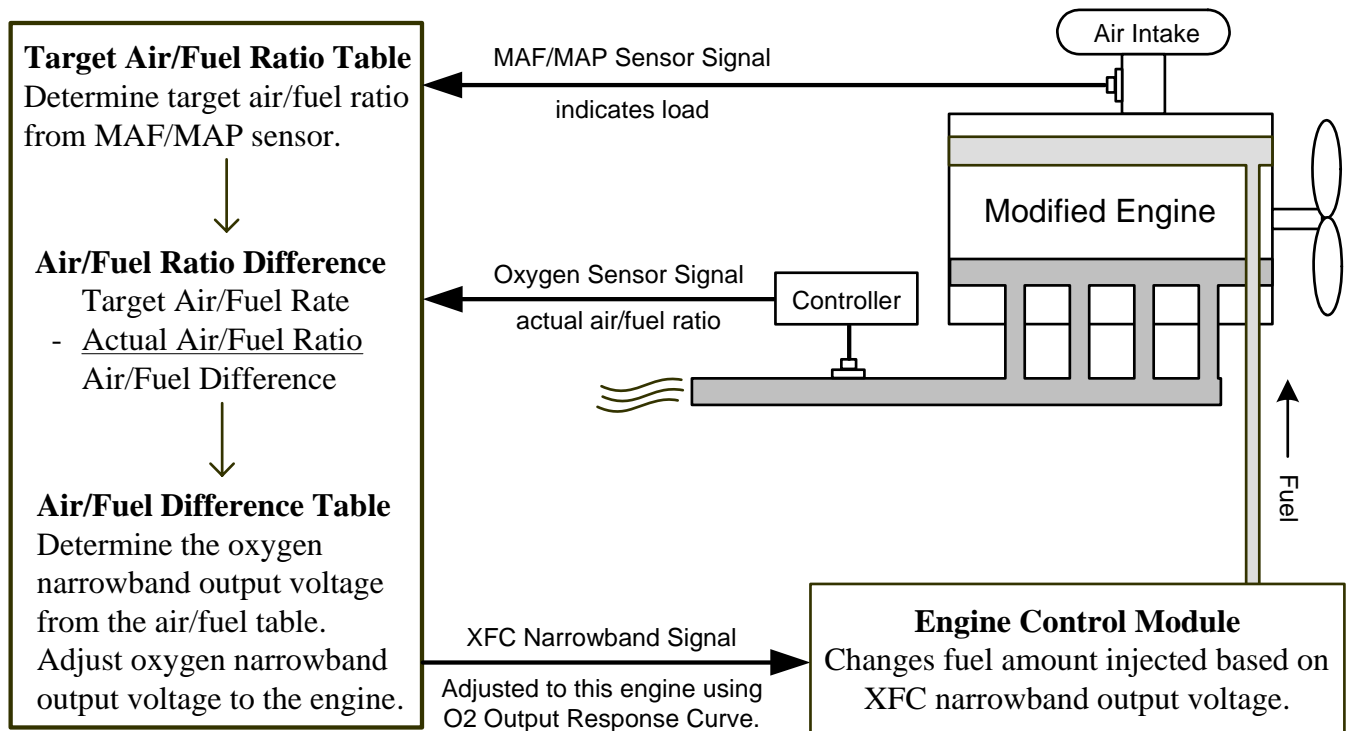 Target Air/Fuel Ratio Table
Determine target air/fuel ratio
from MAF/MAP sensor.
Air/Fuel Ratio Difference
Target Air/Fuel Rate
- Actual Air/Fuel Ratio
Air/Fuel Difference
Air/Fuel Difference Table
Determine the oxygen
narrowband output voltage
from the air/fuel table.
Adjust oxygen narrowband
output voltage to the engine.
MAF/MAP Sensor Signal
indicates load
Oxygen Sensor Signal
actual air/fuel ratio
Controller
Air Intake
Modified Engine
Fuel
XFC Narrowband Signal
Adjusted to this engine using
O2 Output Response Curve.
Engine Control Module
Changes fuel amount injected based on
XFC narrowband output voltage.